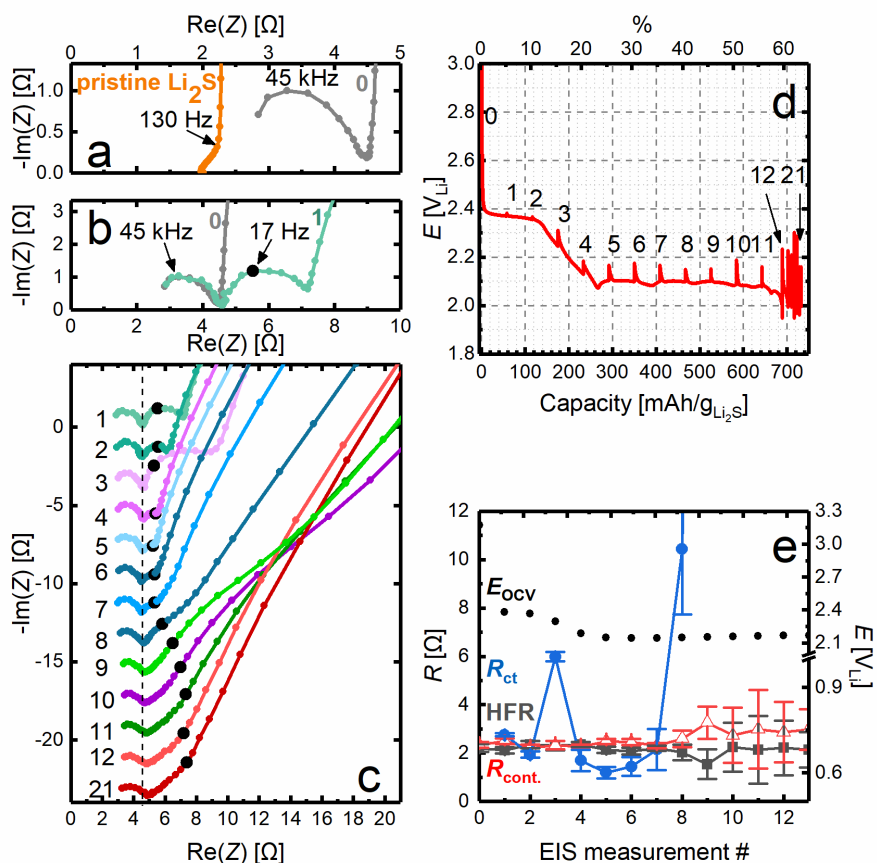 Re(Z) [Ω]
0 1 2 3 4 5
-Im(Z) [Ω]
1.0
0.5
0.0
pristine Li2S
130 Hz
45 kHz
0
a
-Im(Z) [Ω]
3
2
1
0
b
45 kHz
0
17 Hz
1
0 2 4 6 8 10
Re(Z) [Ω]
-Im(Z) [Ω]
0
-5
-10
-15
-20
1
2
3
4
5
6
7
8
9
10
11
12
21
c
0 2 4 6 8 10 12 14 16 18 20
Re(Z) [Ω]
%
0 10 20 30 40 50 60
E [VLi]
3.0
2.8
2.6
2.4
2.2
2.0
1.8
d
0
1 2 3 4 5 6 7 8 9 10 11 12 21
0 100 200 300 400 500 600 700
Capacity [mAh/gLi2S]
R [Ω]
12
10
8
6
4
2
0
e
EOCV
Rct
HFR
Rcont.
3.3
3.0
2.7
2.4
2.1
0.9
0.6
E [VLi]
0 2 4 6 8 10 12
EIS measurement #